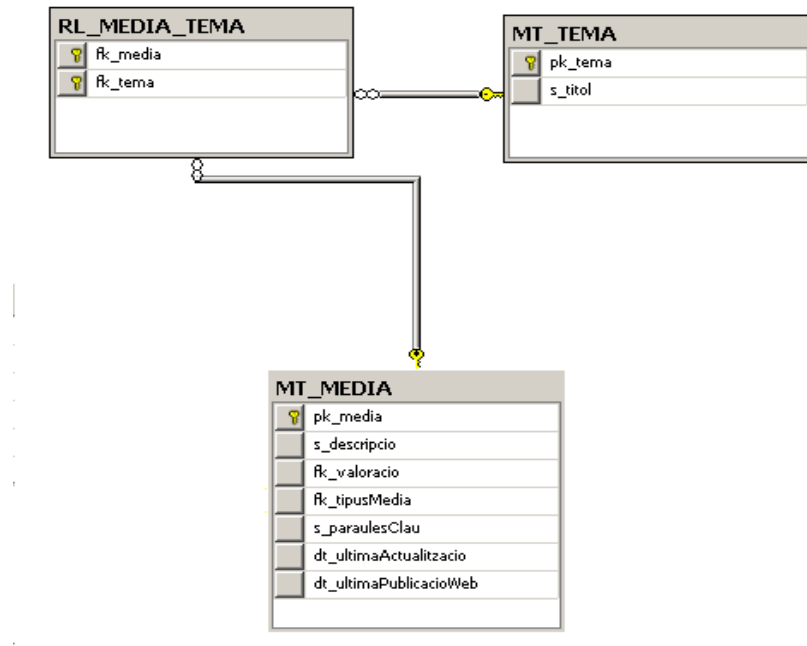 RL_MEDIA_TEMA
fk_media
fk_tema
MT_TEMA
pk_tema
s_titol
MT_MEDIA
pk_media
s_descripcio
fk_valoracio
fk_tipusMedia
s_paraulesClau
dt_ultimaActualitzacio
dt_ultimaPublicacioWeb